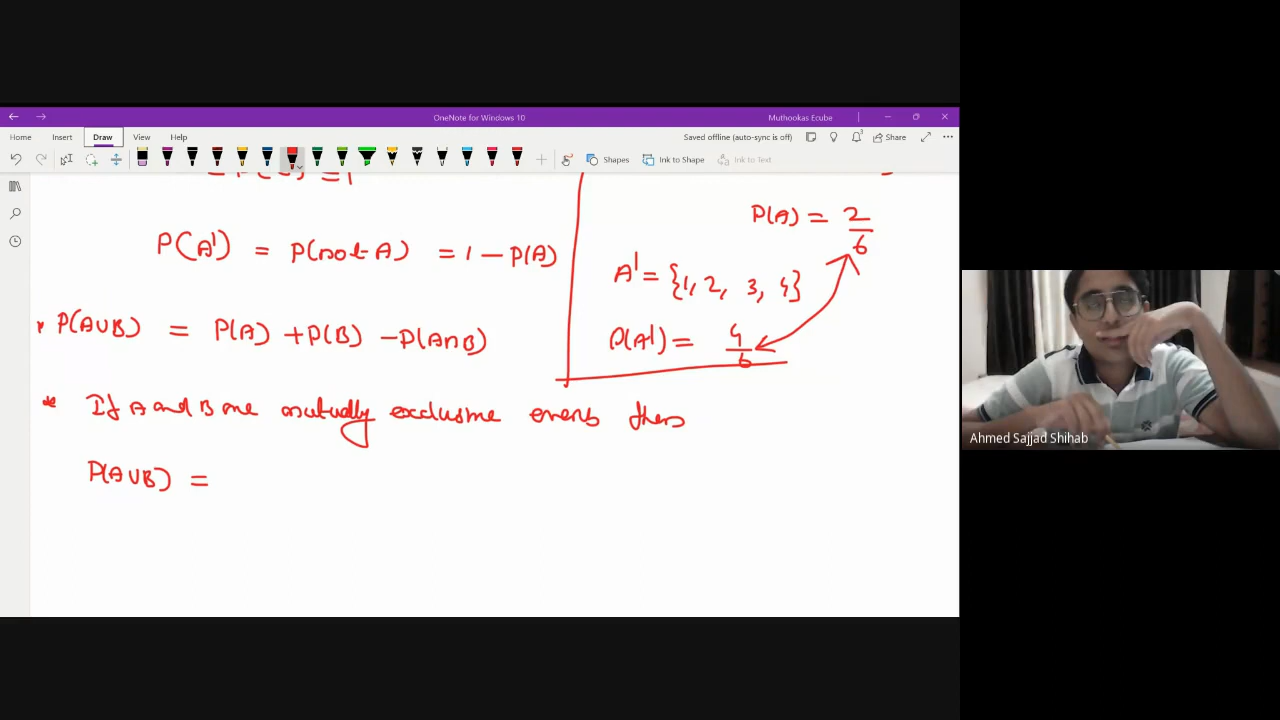 OneNote for Windows 10
Muthookas Ecube
Home Insert Draw View Help
Saved offline (auto-sync is off) Share
Shapes Ink to Shape Ink to Text
P(A') = P(not A) = 1 − P(A)
* P(A∪B) = P(A) + P(B) − P(A∩B)
* If A and B are mutually exclusive events then
P(A∪B) =
P(A) = 2/6
A' = {1, 2, 3, 4}
P(A') = 4/6
Ahmed Sajjad Shihab